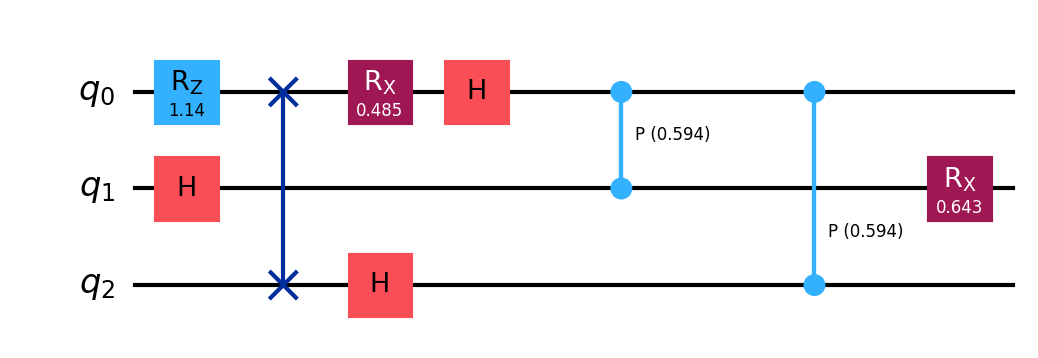 q0 RZ 1.14 RX 0.485 H
P (0.594)
q1 H RX 0.643
P (0.594)
q2 H